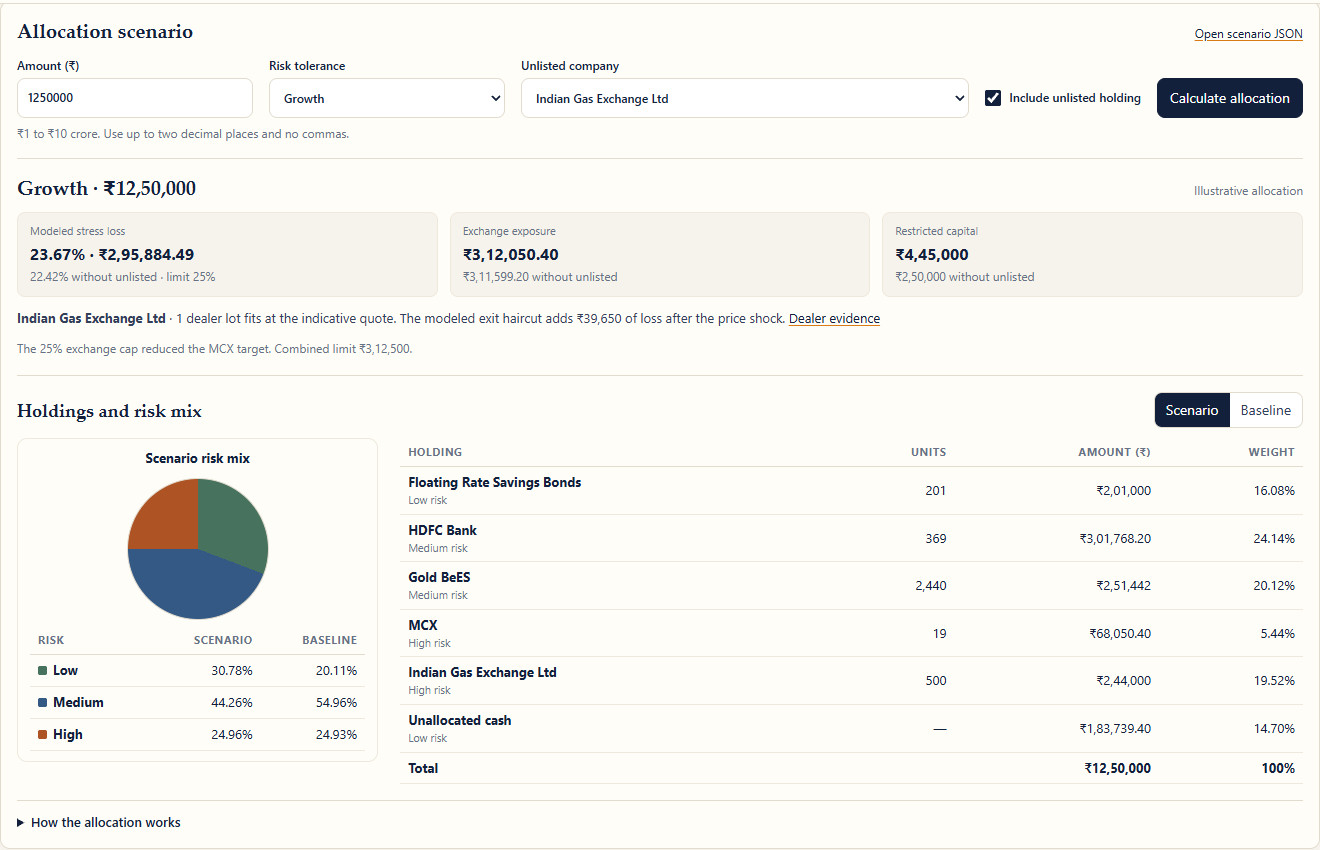 Allocation scenario
Open scenario JSON
Amount (₹)
Risk tolerance
Unlisted company
1250000
Growth
Indian Gas Exchange Ltd
Include unlisted holding
Calculate allocation
₹1 to ₹10 crore. Use up to two decimal places and no commas.
Growth · ₹12,50,000
Illustrative allocation
Modeled stress loss
23.67% · ₹2,95,884.49
22.42% without unlisted · limit 25%
Exchange exposure
₹3,12,050.40
₹3,11,599.20 without unlisted
Restricted capital
₹4,45,000
₹2,50,000 without unlisted
Indian Gas Exchange Ltd · 1 dealer lot fits at the indicative quote. The modeled exit haircut adds ₹39,650 of loss after the price shock. Dealer evidence
The 25% exchange cap reduced the MCX target. Combined limit ₹3,12,500.
Holdings and risk mix
Scenario Baseline
Scenario risk mix
RISK SCENARIO BASELINE
Low 30.78% 20.11%
Medium 44.26% 54.96%
High 24.96% 24.93%
HOLDING UNITS AMOUNT (₹) WEIGHT
Floating Rate Savings Bonds
Low risk
201 ₹2,01,000 16.08%
HDFC Bank
Medium risk
369 ₹3,01,768.20 24.14%
Gold BeES
Medium risk
2,440 ₹2,51,442 20.12%
MCX
High risk
19 ₹68,050.40 5.44%
Indian Gas Exchange Ltd
High risk
500 ₹2,44,000 19.52%
Unallocated cash
Low risk
— ₹1,83,739.40 14.70%
Total ₹12,50,000 100%
How the allocation works